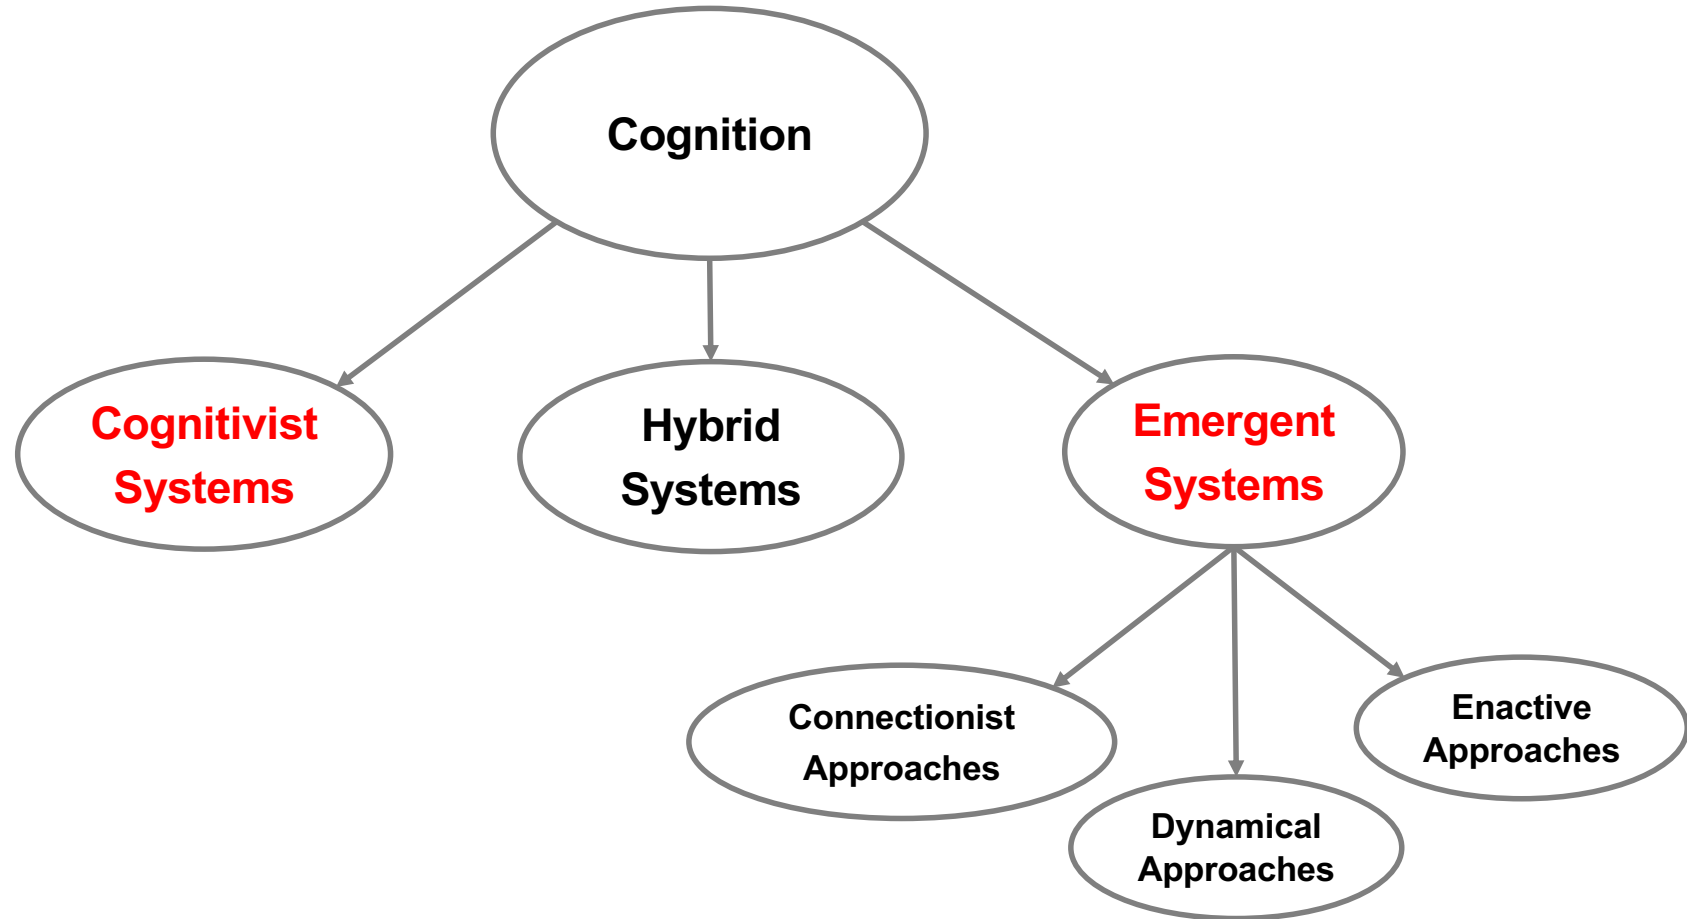 Cognition
Cognitivist
Systems
Hybrid
Systems
Emergent
Systems
Connectionist
Approaches
Dynamical
Approaches
Enactive
Approaches